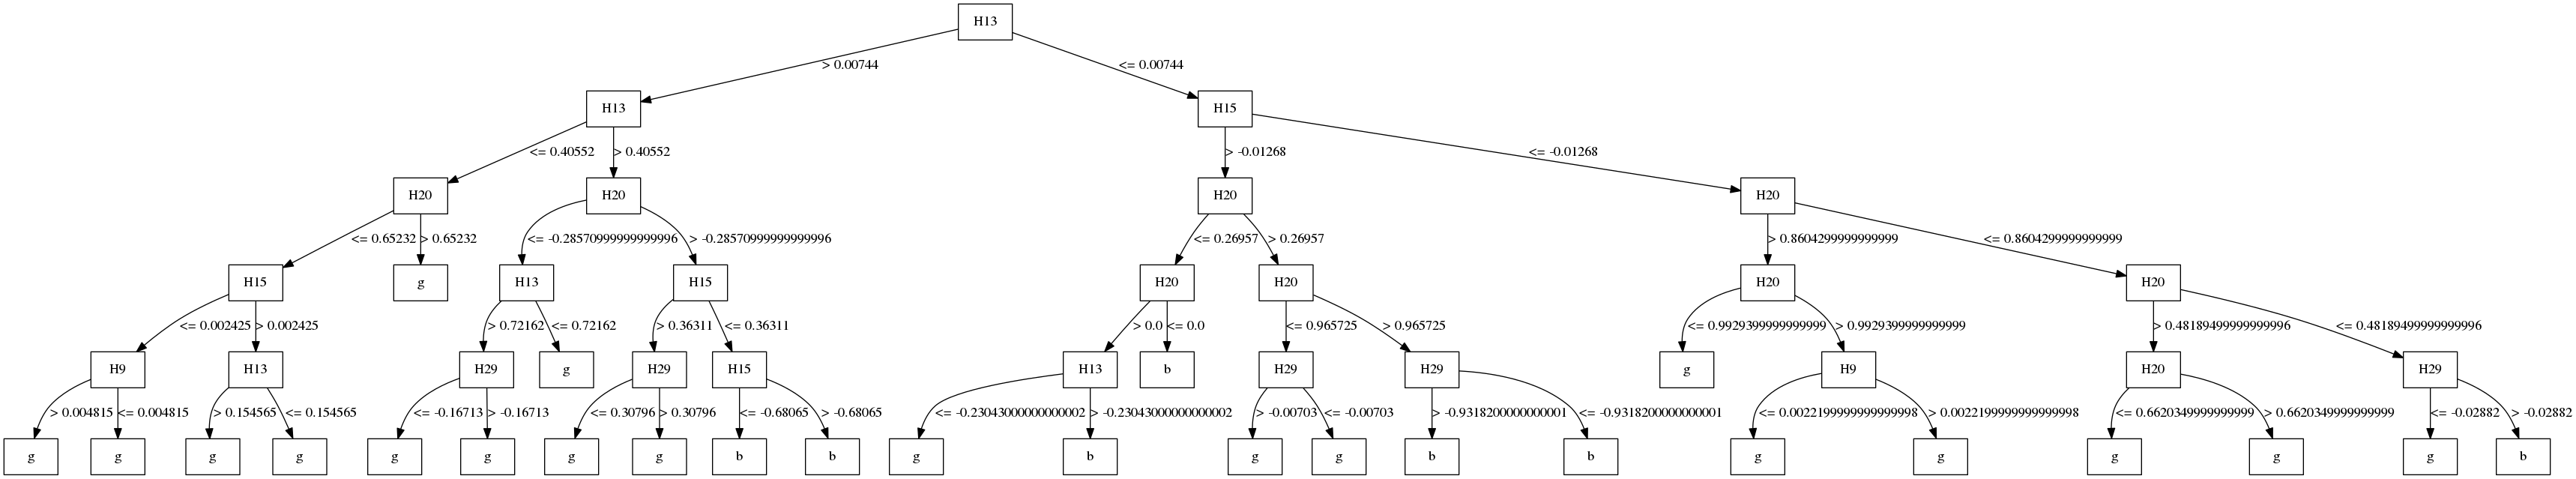 H13
> 0.00744 <= 0.00744
H13 H15
<= 0.40552 > 0.40552 > -0.01268 <= -0.01268
H20 H20 H20 H20
<= 0.65232 > 0.65232 <= -0.28570999999999996 > -0.28570999999999996 <= 0.26957 > 0.26957 > 0.8604299999999999 <= 0.8604299999999999
H15 g H13 H15 H20 H20 H20 H20
<= 0.002425 > 0.002425 > 0.72162 <= 0.72162 > 0.36311 <= 0.36311 > 0.0 <= 0.0 <= 0.965725 > 0.965725 <= 0.9929399999999999 > 0.9929399999999999 > 0.48189499999999996 <= 0.48189499999999996
H9 H13 H29 g H29 H15 H13 b H29 H29 g H9 H20 H29
> 0.004815 <= 0.004815 > 0.154565 <= 0.154565 <= -0.16713 > -0.16713 <= 0.30796 > 0.30796 <= -0.68065 > -0.68065 <= -0.23043000000000002 > -0.23043000000000002 > -0.00703 <= -0.00703 > -0.9318200000000001 <= -0.9318200000000001 <= 0.0022199999999999998 > 0.0022199999999999998 <= 0.6620349999999999 > 0.6620349999999999 <= -0.02882 > -0.02882
g g g g g g g g b b g b g g b b g g g g g b